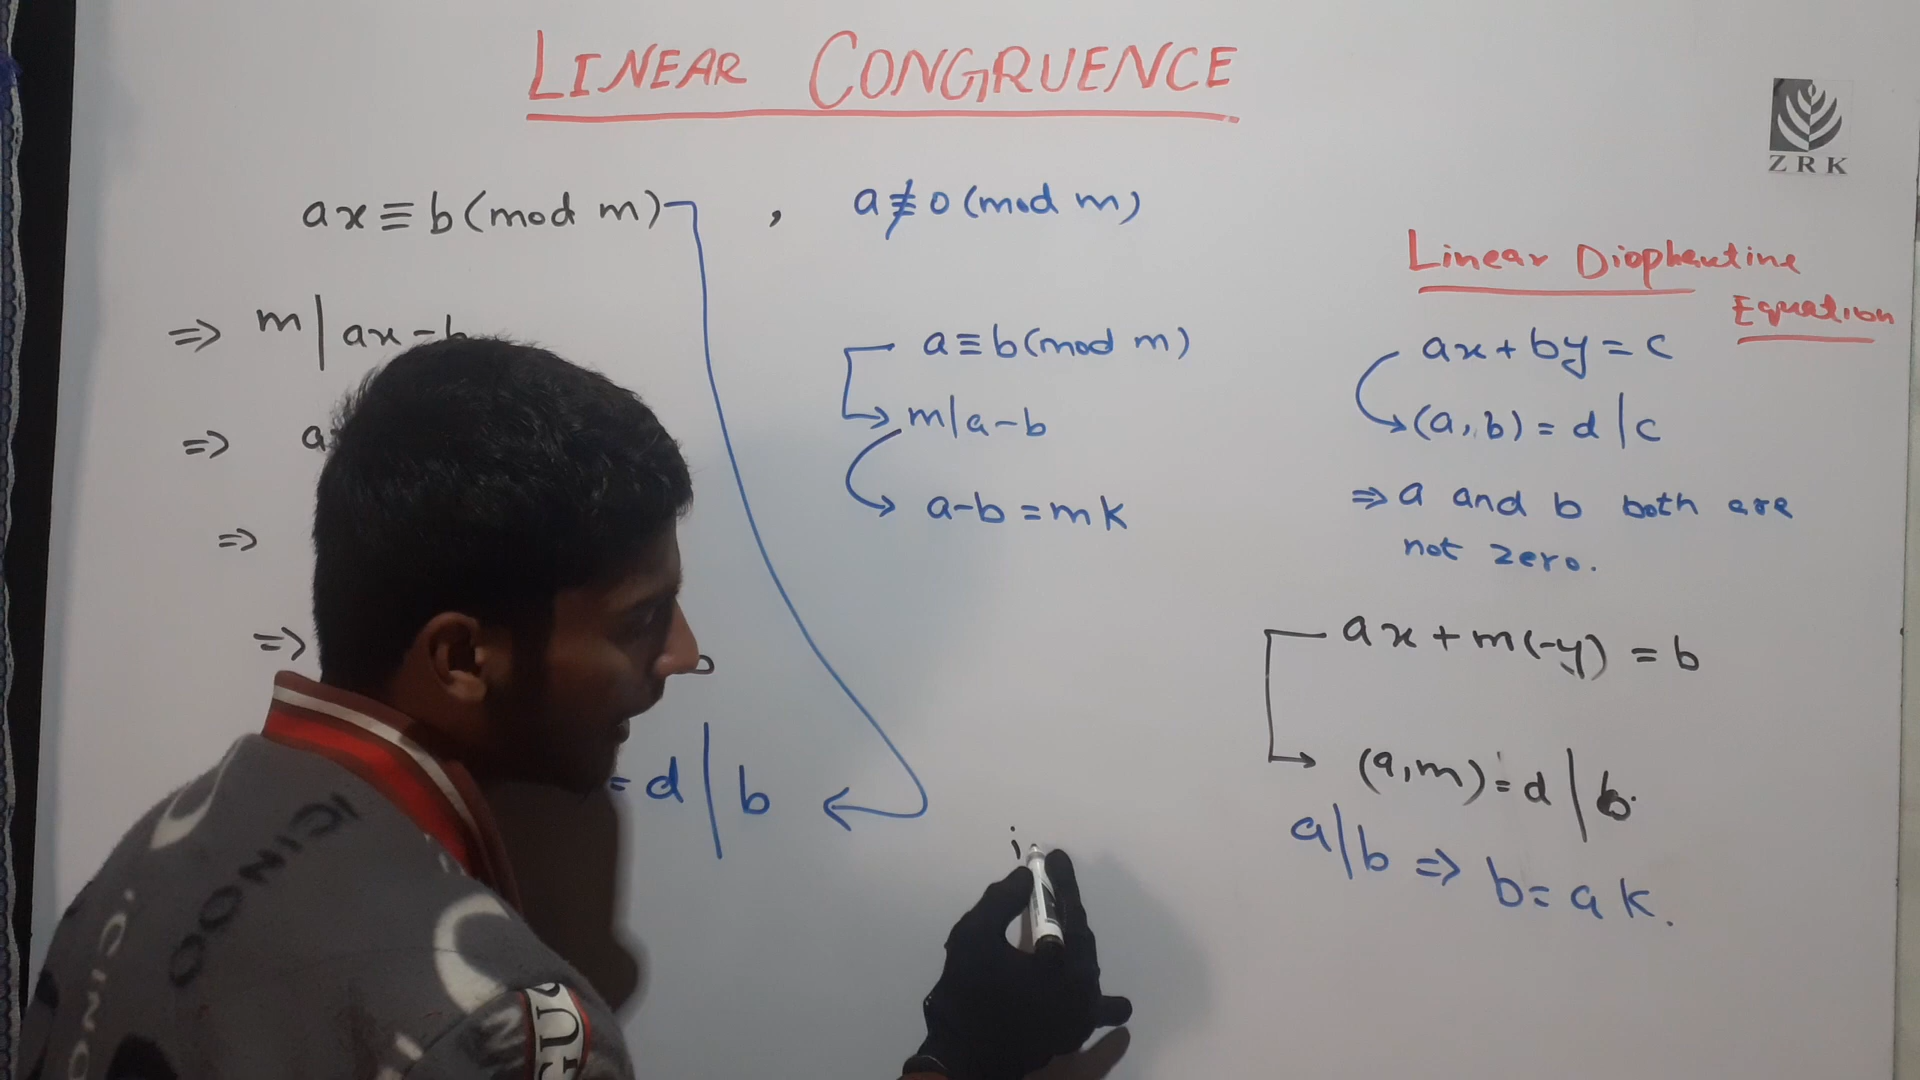 LINEAR CONGRUENCE
ZRK
ax ≡ b (mod m) , a ≢ 0 (mod m)
⇒ m | ax - b
⇒ a
⇒
⇒
= d | b
a ≡ b (mod m)
m | a - b
a - b = mk
i
Linear Diophantine
Equation
ax + by = c
(a, b) = d | c
⇒ a and b both are
not zero.
ax + m(-y) = b
(a, m) = d | b.
a | b ⇒ b = a k.